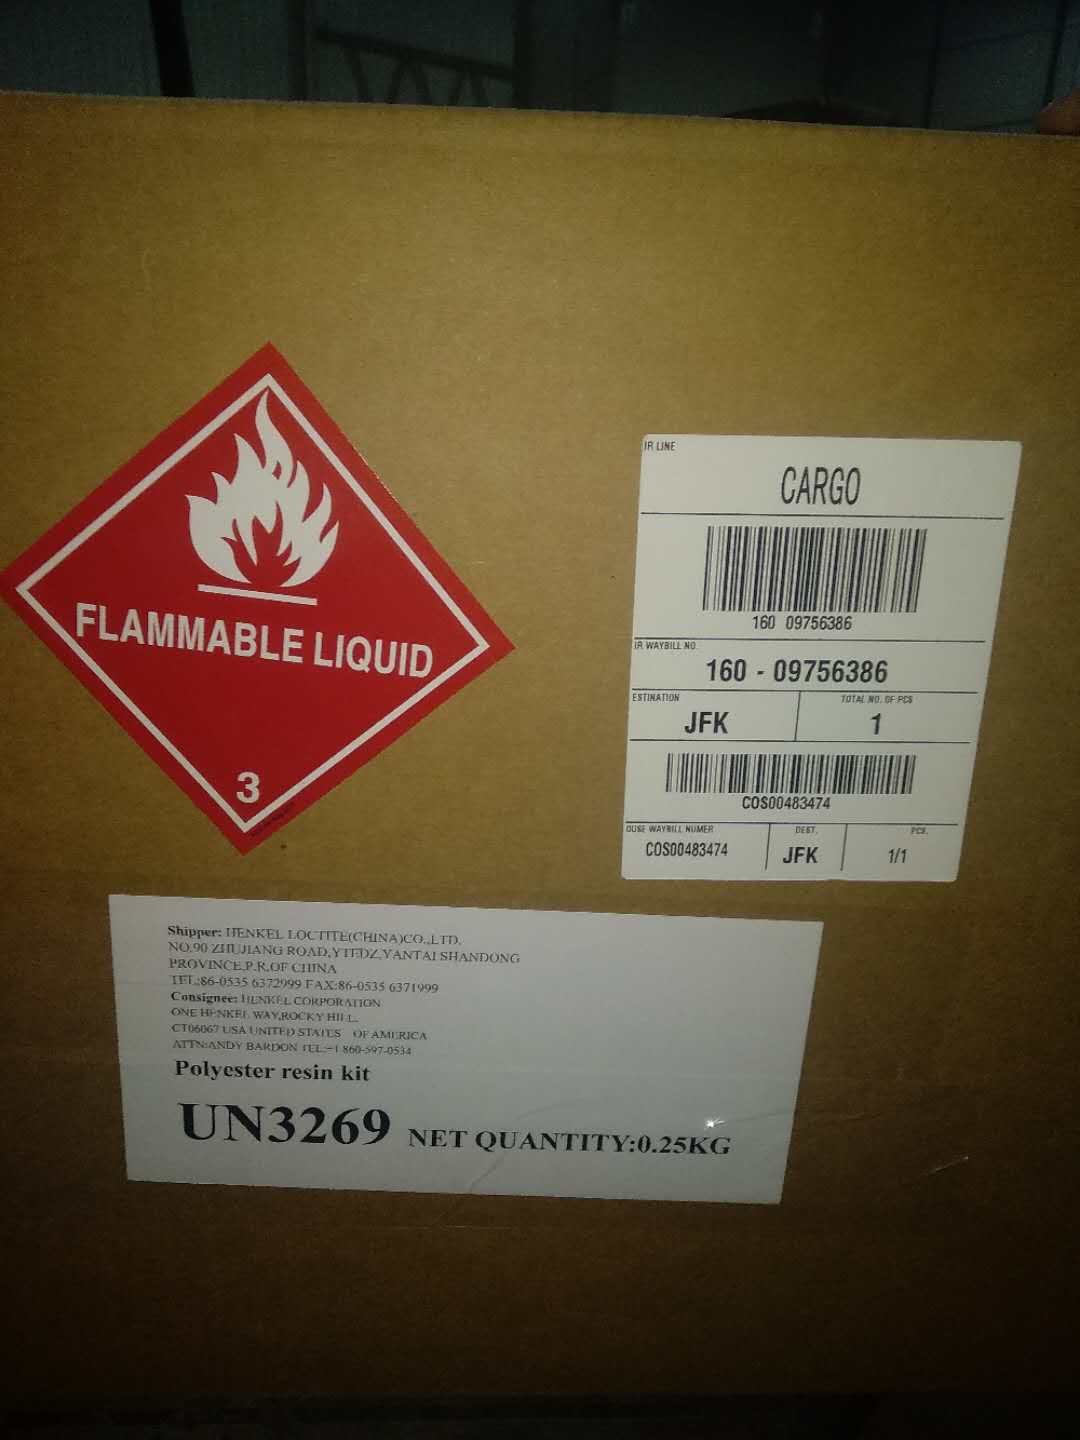 FLAMMABLE LIQUID
3
IR LINE
CARGO
160 09756386
IR WAYBILL NO.
160 - 09756386
ESTINATION
TOTAL NO. OF PCS
JFK
1
COS00483474
OUSE WAYBILL NUMER
DEST.
PCS.
COS00483474
JFK
1/1
Shipper: HENKEL LOCTITE(CHINA)CO.,LTD.
NO.90 ZHUJIANG ROAD,YTEDZ,YANTAI SHANDONG
PROVINCE,P.R.OF CHINA
TEL:86-0535 6372999 FAX:86-0535 6371999
Consignee: HENKEL CORPORATION
ONE HENKEL WAY,ROCKY HILL,
CT06067 USA UNITED STATES OF AMERICA
ATTN:ANDY BARDON TEL:+1 860-597-0534
Polyester resin kit
UN3269 NET QUANTITY:0.25KG